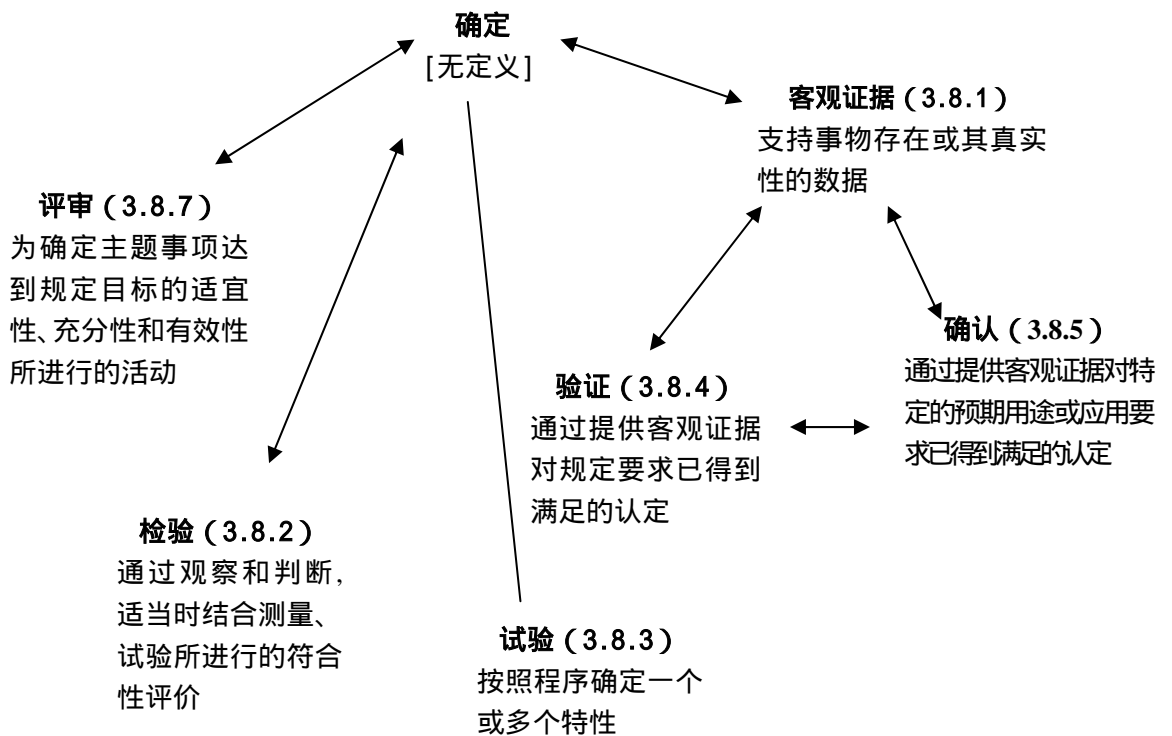 确定
[无定义]
客观证据（3.8.1）
支持事物存在或其真实
性的数据
评审（3.8.7）
为确定主题事项达
到规定目标的适宜
性、充分性和有效性
所进行的活动
确认（3.8.5）
通过提供客观证据对特
定的预期用途或应用要
求已得到满足的认定
验证（3.8.4）
通过提供客观证据
对规定要求已得到
满足的认定
检验（3.8.2）
通过观察和判断,
适当时结合测量、
试验所进行的符合
性评价
试验（3.8.3）
按照程序确定一个
或多个特性